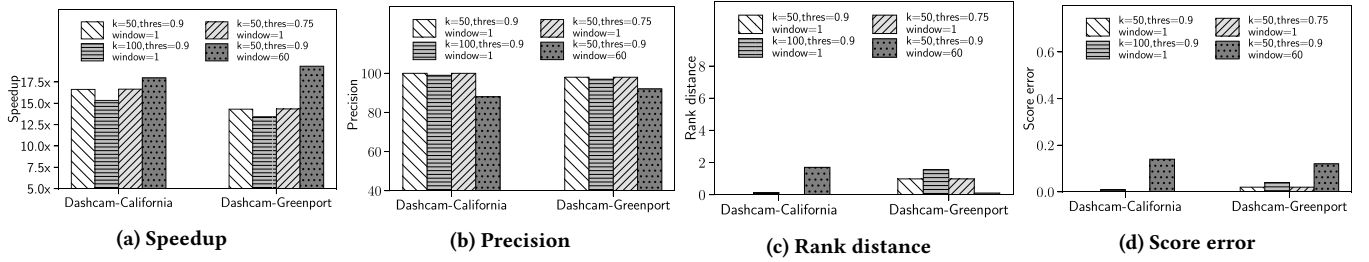 k=50,thres=0.9
window=1
k=50,thres=0.75
window=1
k=100,thres=0.9
window=1
k=50,thres=0.9
window=60
Speedup
17.5x
15.0x
12.5x
10.0x
7.5x
5.0x
Dashcam-California
Dashcam-Greenport
(a) Speedup
k=50,thres=0.9
window=1
k=50,thres=0.75
window=1
k=100,thres=0.9
window=1
k=50,thres=0.9
window=60
Precision
100
80
60
40
Dashcam-California
Dashcam-Greenport
(b) Precision
k=50,thres=0.9
window=1
k=50,thres=0.75
window=1
k=100,thres=0.9
window=1
k=50,thres=0.9
window=60
Rank distance
8
6
4
2
0
Dashcam-California
Dashcam-Greenport
(c) Rank distance
k=50,thres=0.9
window=1
k=50,thres=0.75
window=1
k=100,thres=0.9
window=1
k=50,thres=0.9
window=60
Score error
0.6
0.4
0.2
0.0
Dashcam-California
Dashcam-Greenport
(d) Score error